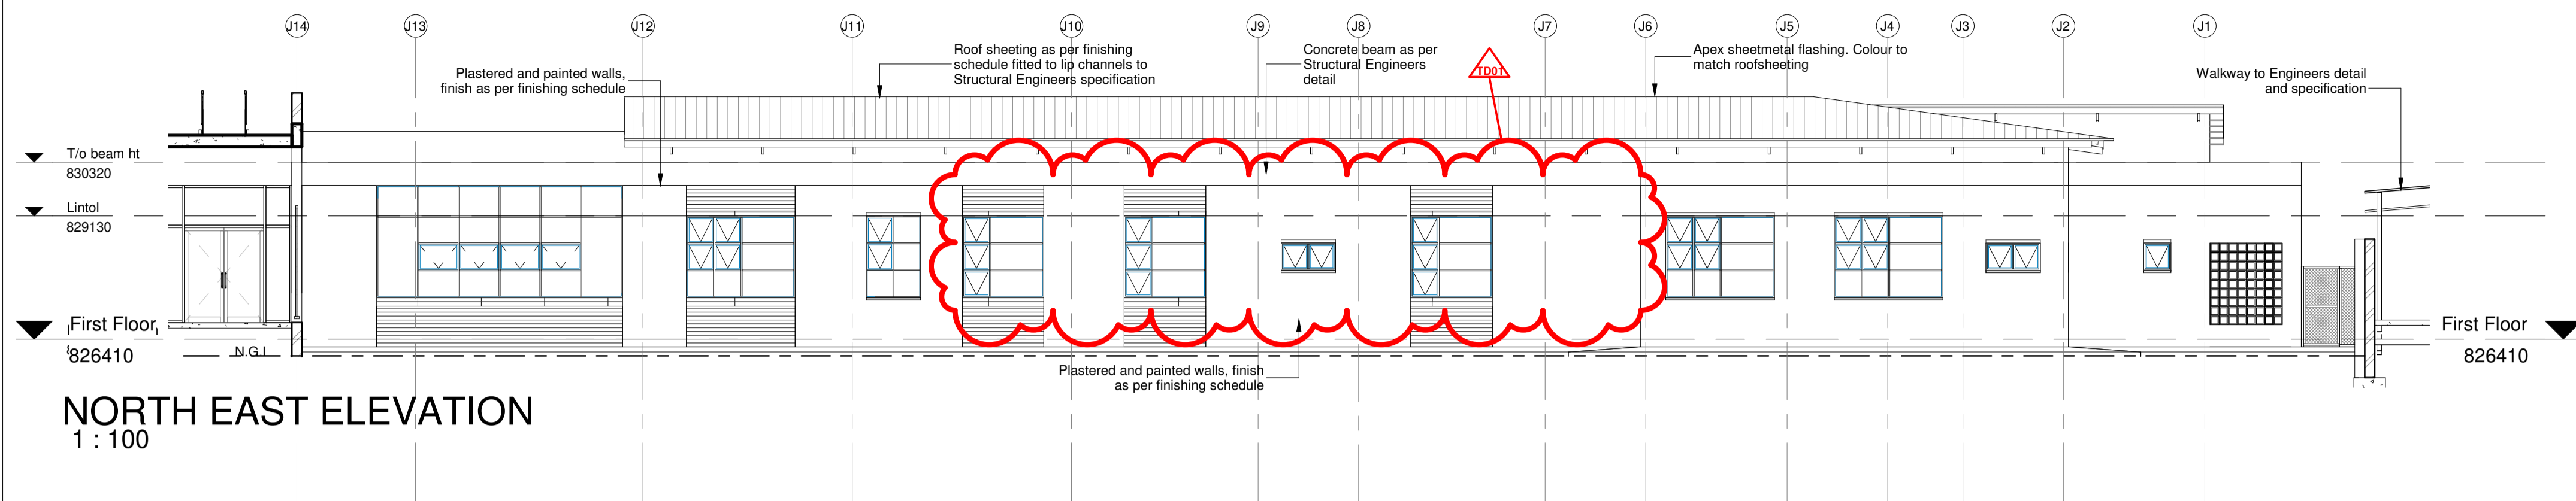 J14
J13
J12
J11
J10
J9
J8
J7
J6
J5
J4
J3
J2
J1
Plastered and painted walls,
finish as per finishing schedule
Roof sheeting as per finishing
schedule fitted to lip channels to
Structural Engineers specification
Concrete beam as per
Structural Engineers
detail
TD01
Apex sheetmetal flashing. Colour to
match roofsheeting
Walkway to Engineers detail
and specification
T/o beam ht
830320
Lintol
829130
First Floor
826410
N.G.L
First Floor
826410
Plastered and painted walls, finish
as per finishing schedule
NORTH EAST ELEVATION
1 : 100